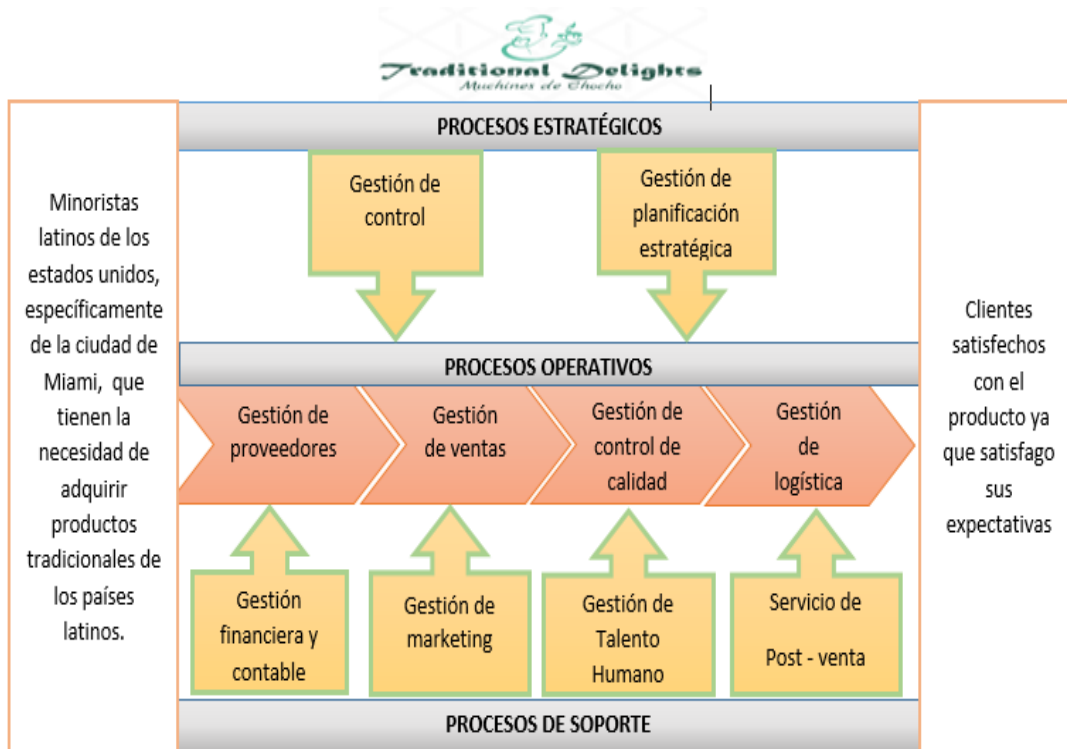 Traditional Delights
Muchines de Chocho
PROCESOS ESTRATÉGICOS
Minoristas
latinos de los
estados unidos,
específicamente
de la ciudad de
Miami, que
tienen la
necesidad de
adquirir
productos
tradicionales de
los países
latinos.
Gestión de
control
Gestión de
planificación
estratégica
PROCESOS OPERATIVOS
Gestión de
proveedores
Gestión
de ventas
Gestión de
control de
calidad
Gestión
de
logística
Gestión
financiera y
contable
Gestión de
marketing
Gestión de
Talento
Humano
Servicio de
Post - venta
PROCESOS DE SOPORTE
Clientes
satisfechos
con el
producto ya
que satisfago
sus
expectativas